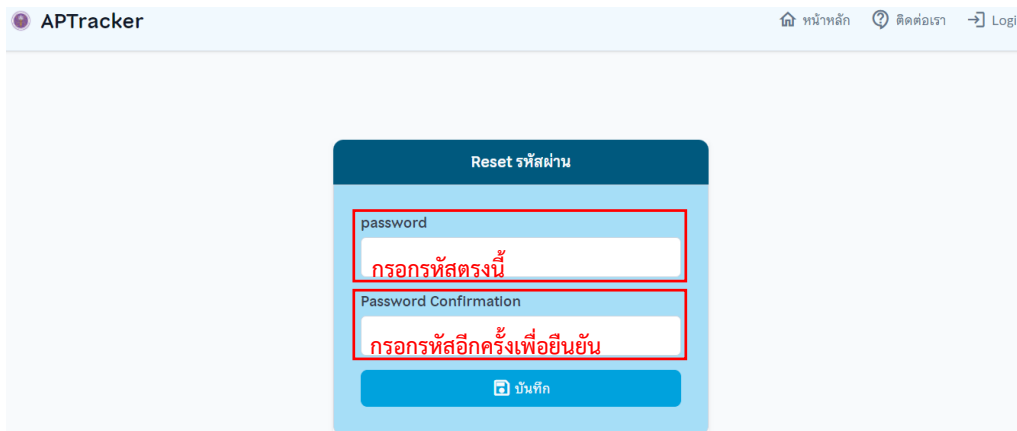 APTracker
หน้าหลัก
ติดต่อเรา
Logi
Reset รหัสผ่าน
password
กรอกรหัสตรงนี้
Password Confirmation
กรอกรหัสอีกครั้งเพื่อยืนยัน
บันทึก